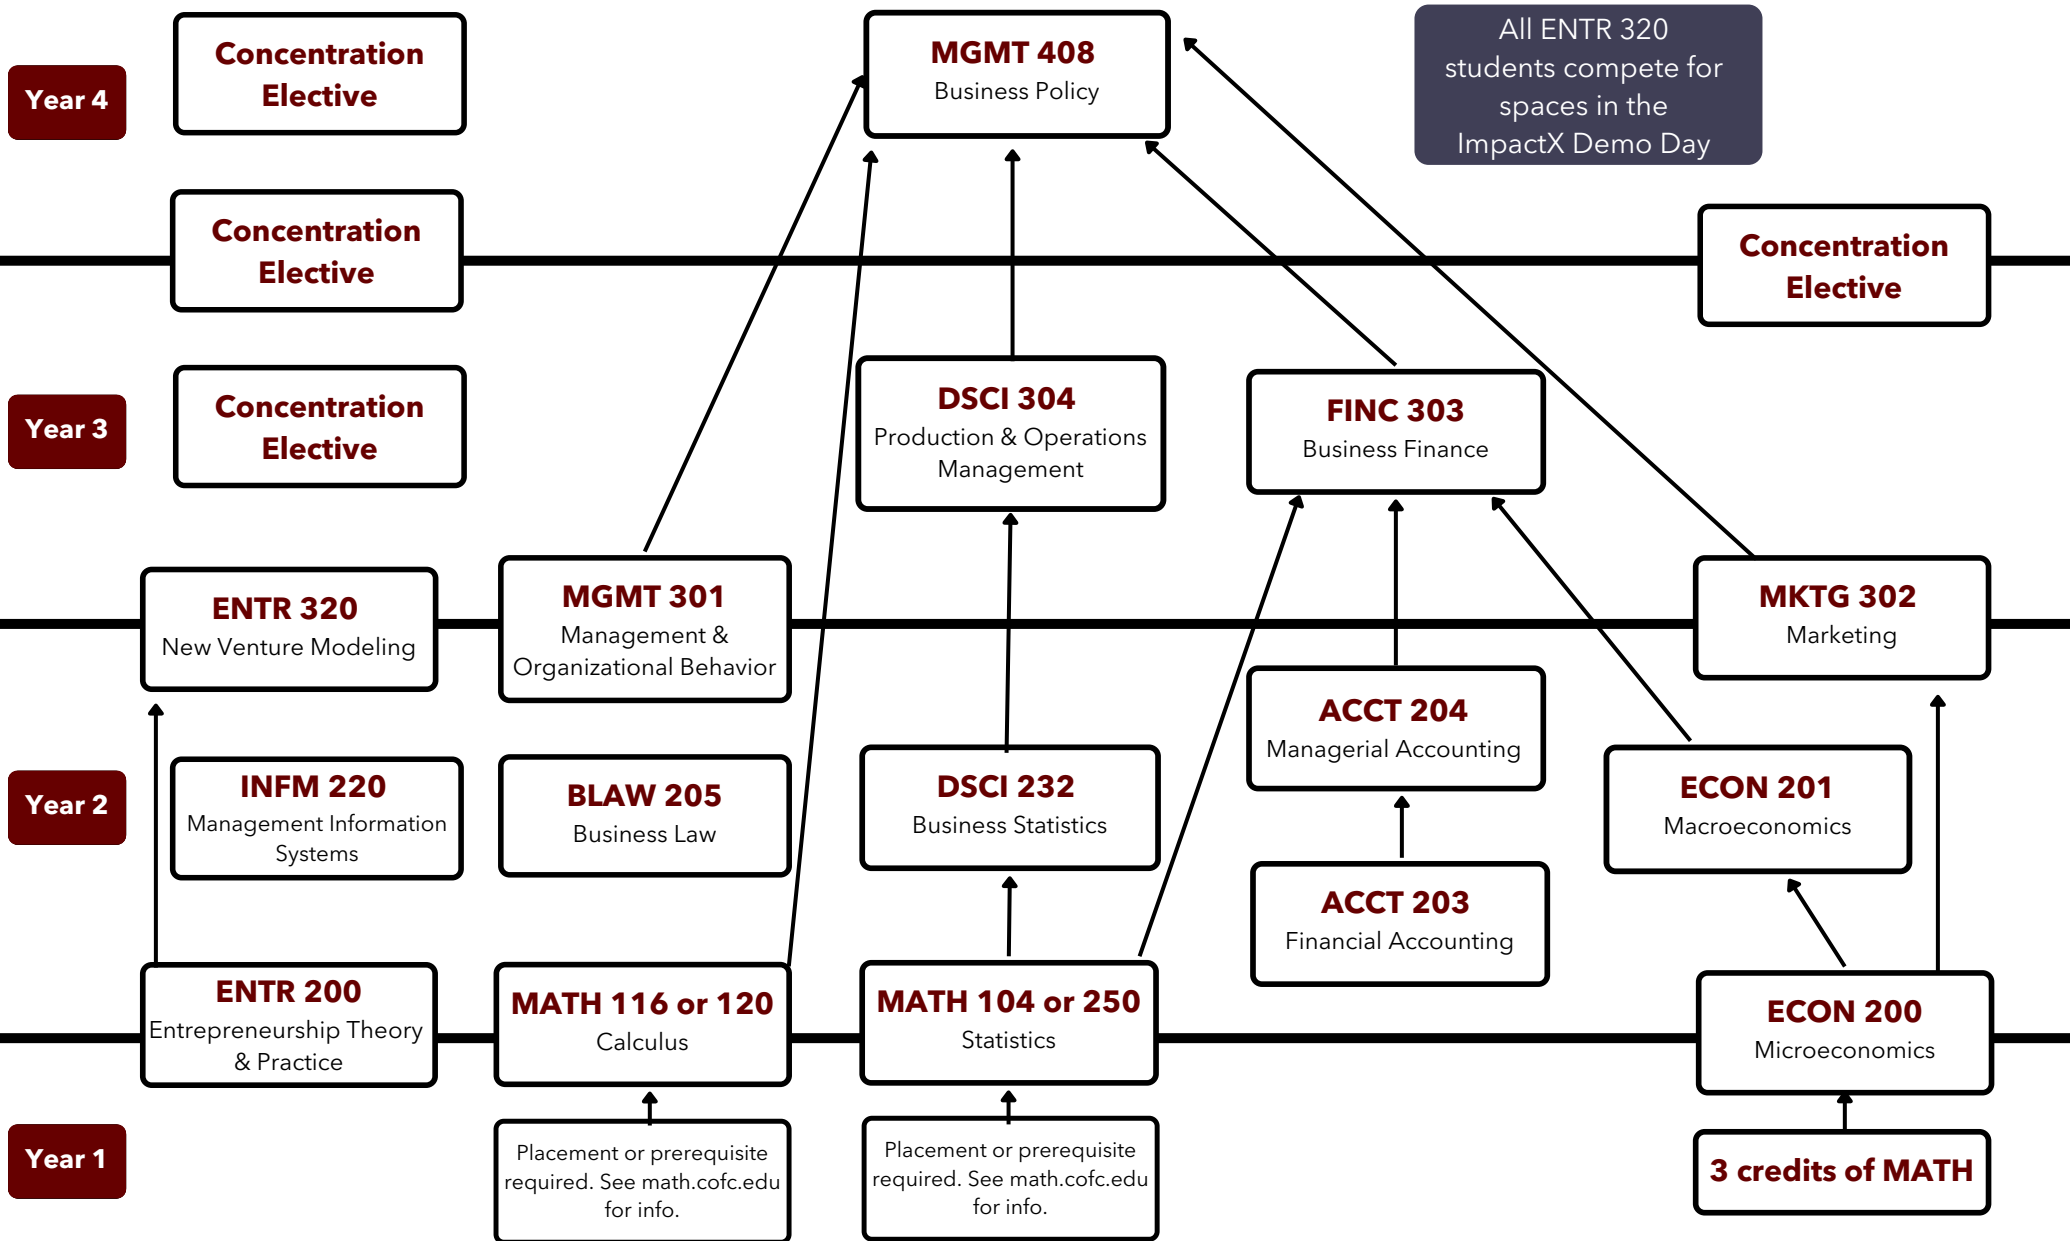 Year 4
Concentration
Elective
MGMT 408
Business Policy
All ENTR 320
students compete for
spaces in the
ImpactX Demo Day
Concentration
Elective
Concentration
Elective
Year 3
Concentration
Elective
DSCI 304
Production & Operations
Management
FINC 303
Business Finance
ENTR 320
New Venture Modeling
MGMT 301
Management &
Organizational Behavior
MKTG 302
Marketing
ACCT 204
Managerial Accounting
Year 2
INFM 220
Management Information
Systems
BLAW 205
Business Law
DSCI 232
Business Statistics
ECON 201
Macroeconomics
ACCT 203
Financial Accounting
ENTR 200
Entrepreneurship Theory
& Practice
MATH 116 or 120
Calculus
MATH 104 or 250
Statistics
ECON 200
Microeconomics
Year 1
Placement or prerequisite
required. See math.cofc.edu
for info.
Placement or prerequisite
required. See math.cofc.edu
for info.
3 credits of MATH